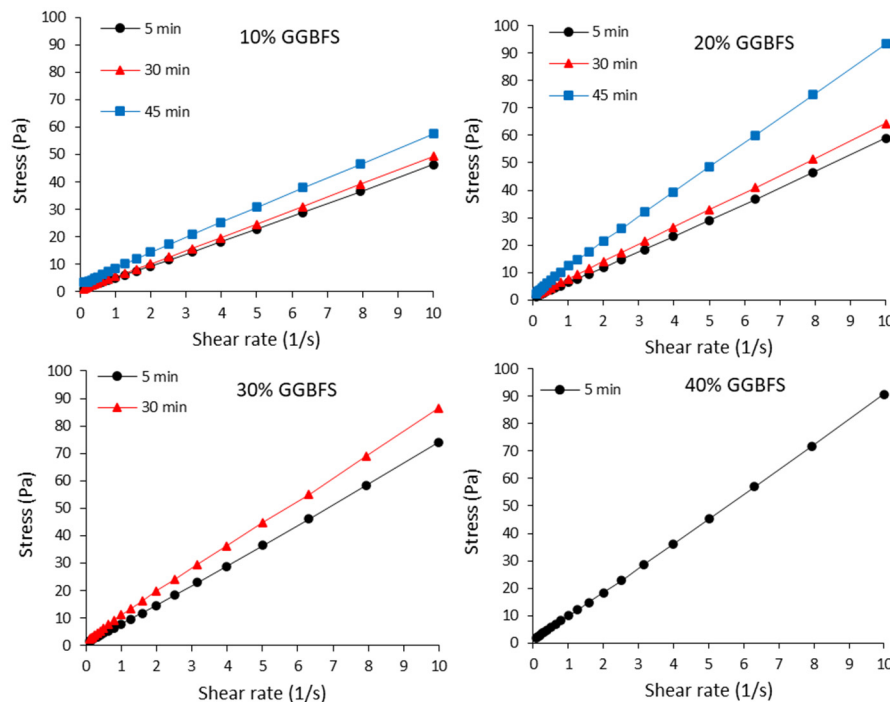 10% GGBFS
5 min
30 min
45 min
Stress (Pa)
100
90
80
70
60
50
40
30
20
10
0
0 1 2 3 4 5 6 7 8 9 10
Shear rate (1/s)
20% GGBFS
5 min
30 min
45 min
Stress (Pa)
100
90
80
70
60
50
40
30
20
10
0
0 1 2 3 4 5 6 7 8 9 10
Shear rate (1/s)
30% GGBFS
5 min
30 min
Stress (Pa)
100
90
80
70
60
50
40
30
20
10
0
0 1 2 3 4 5 6 7 8 9 10
Shear rate (1/s)
40% GGBFS
5 min
Stress (Pa)
100
90
80
70
60
50
40
30
20
10
0
0 1 2 3 4 5 6 7 8 9 10
Shear rate (1/s)